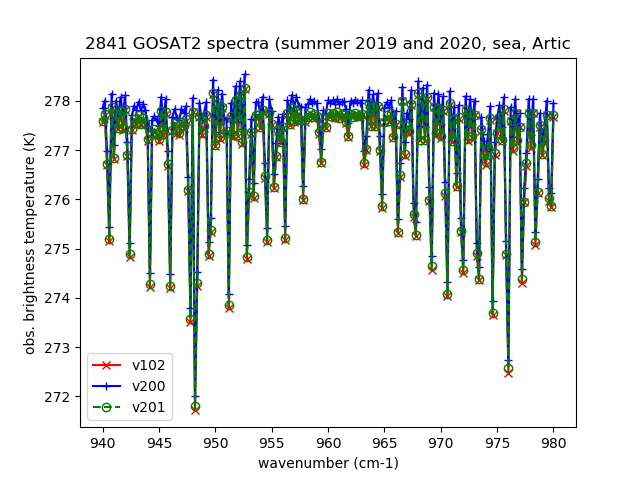 2841 GOSAT2 spectra (summer 2019 and 2020, sea, Artic
obs. brightness temperature (K)
278
277
276
275
274
273
272
v102
v200
v201
940 945 950 955 960 965 970 975 980
wavenumber (cm-1)